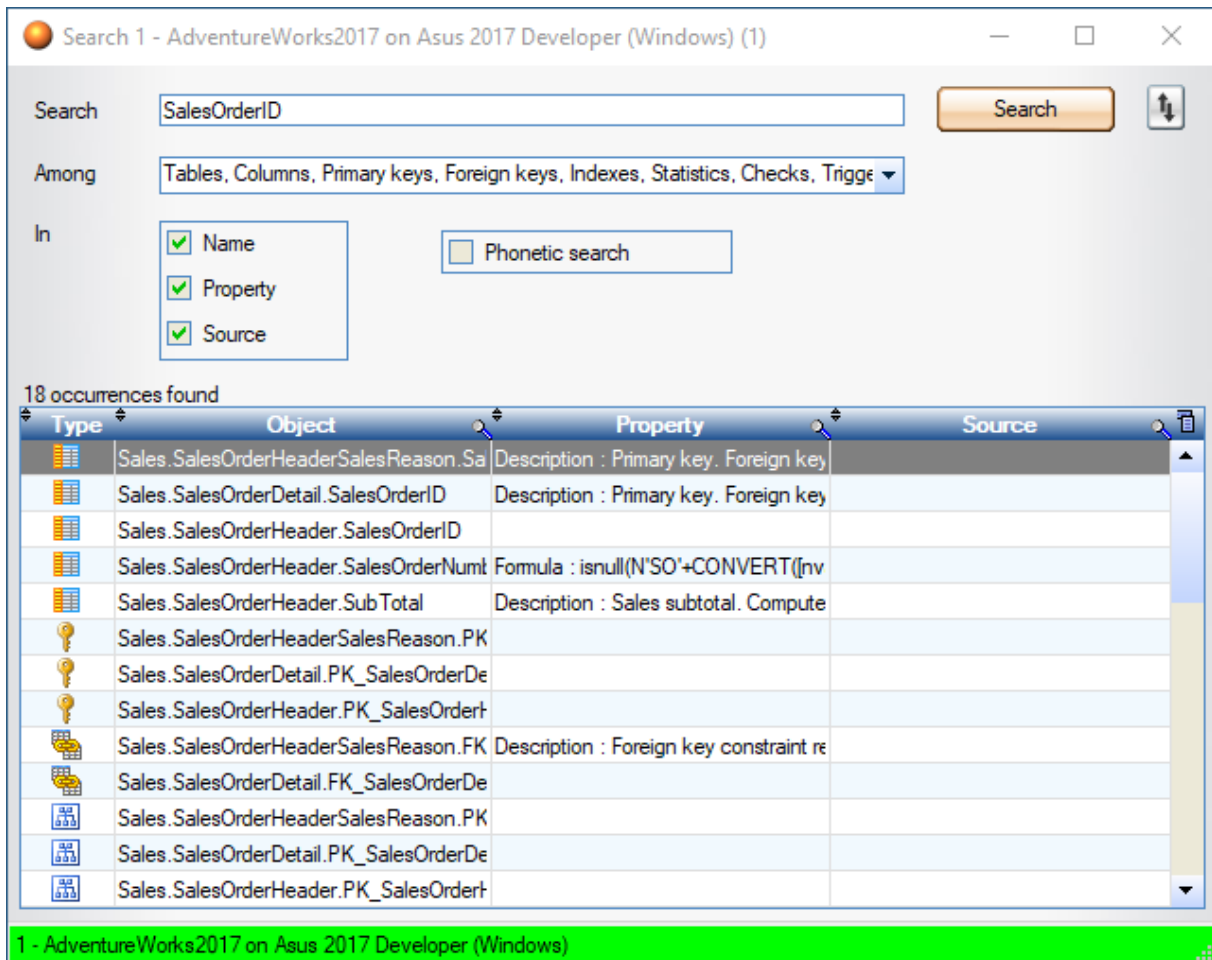 Search 1 - AdventureWorks2017 on Asus 2017 Developer (Windows) (1)
Search SalesOrderID Search
Among Tables, Columns, Primary keys, Foreign keys, Indexes, Statistics, Checks, Trigge
In Name Phonetic search
Property
Source
18 occurrences found
Type Object Property Source
Sales.SalesOrderHeaderSalesReason.Sa Description : Primary key. Foreign key
Sales.SalesOrderDetail.SalesOrderID Description : Primary key. Foreign key
Sales.SalesOrderHeader.SalesOrderID
Sales.SalesOrderHeader.SalesOrderNumb Formula : isnull(N'SO'+CONVERT([nv
Sales.SalesOrderHeader.SubTotal Description : Sales subtotal. Compute
Sales.SalesOrderHeaderSalesReason.PK
Sales.SalesOrderDetail.PK_SalesOrderDe
Sales.SalesOrderHeader.PK_SalesOrderH
Sales.SalesOrderHeaderSalesReason.FK Description : Foreign key constraint re
Sales.SalesOrderDetail.FK_SalesOrderDe
Sales.SalesOrderHeaderSalesReason.PK
Sales.SalesOrderDetail.PK_SalesOrderDe
Sales.SalesOrderHeader.PK_SalesOrderH
1 - AdventureWorks2017 on Asus 2017 Developer (Windows)